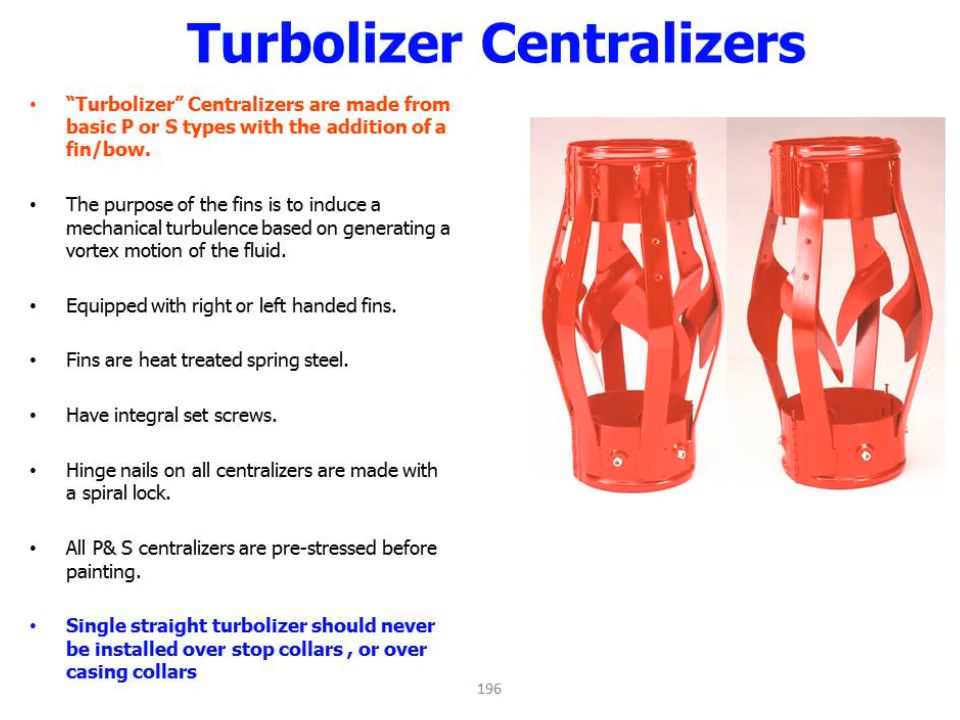 Turbolizer Centralizers
• “Turbolizer” Centralizers are made from
basic P or S types with the addition of a
fin/bow.
• The purpose of the fins is to induce a
mechanical turbulence based on generating a
vortex motion of the fluid.
• Equipped with right or left handed fins.
• Fins are heat treated spring steel.
• Have integral set screws.
• Hinge nails on all centralizers are made with
a spiral lock.
• All P& S centralizers are pre-stressed before
painting.
• Single straight turbolizer should never
be installed over stop collars , or over
casing collars
196